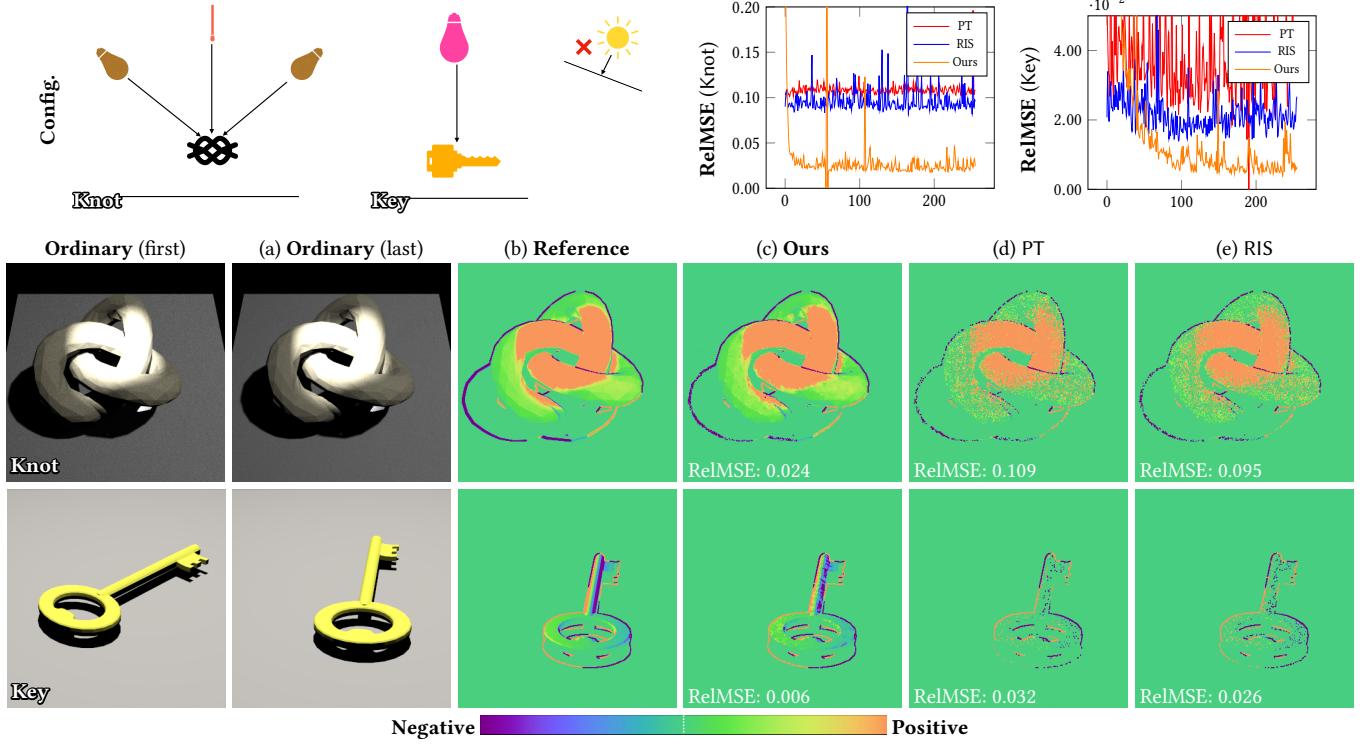 Config.
Knot
Key
RelMSE (Knot)
0.20
0.15
0.10
0.05
0.00
0
100
200
PT
RIS
Ours
RelMSE (Key)
·10⁻²
4.00
2.00
0.00
0
100
200
PT
RIS
Ours
Ordinary (first) (a) Ordinary (last) (b) Reference (c) Ours (d) PT (e) RIS
Knot
RelMSE: 0.024 RelMSE: 0.109 RelMSE: 0.095
Key
RelMSE: 0.006 RelMSE: 0.032 RelMSE: 0.026
Negative Positive